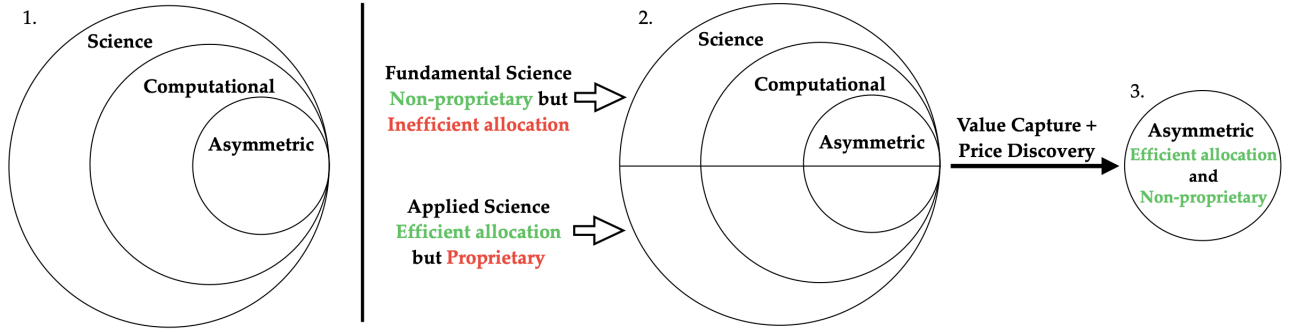 1.
Science
Computational
Asymmetric
Fundamental Science
Non-proprietary but
Inefficient allocation
Applied Science
Efficient allocation
but Proprietary
2.
Science
Computational
Asymmetric
Value Capture +
Price Discovery
3.
Asymmetric
Efficient allocation
and
Non-proprietary